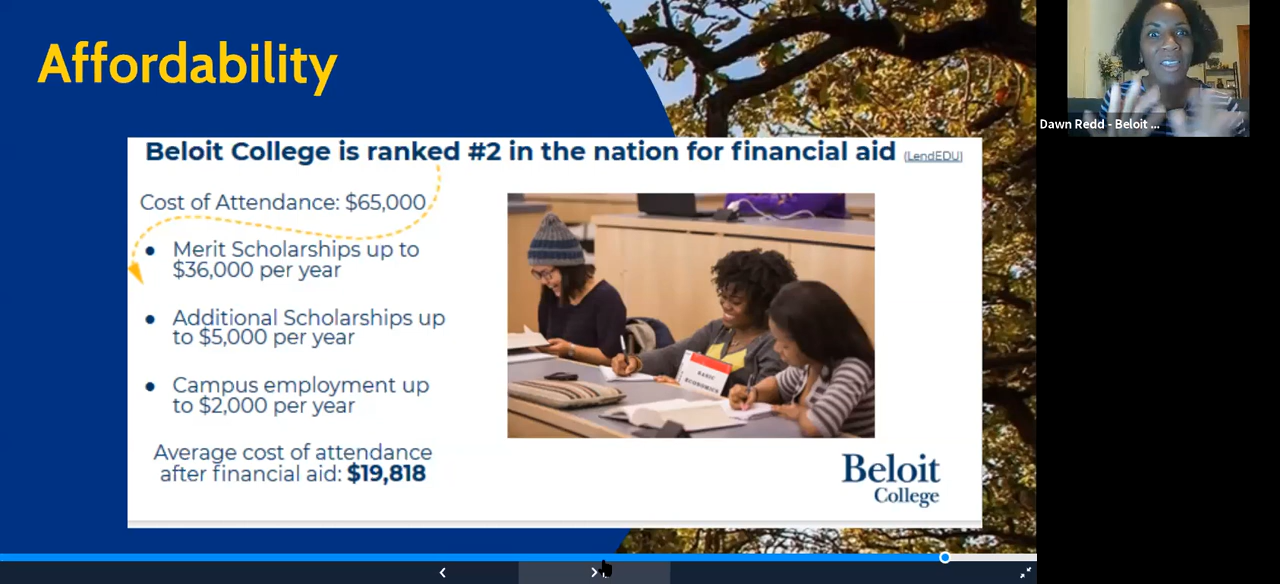 Affordability
Beloit College is ranked #2 in the nation for financial aid (LendEDU)
Cost of Attendance: $65,000
• Merit Scholarships up to
$36,000 per year
• Additional Scholarships up
to $5,000 per year
• Campus employment up
to $2,000 per year
Average cost of attendance
after financial aid: $19,818
BASIC
ECONOMICS
Beloit
College
Dawn Redd - Beloit ...